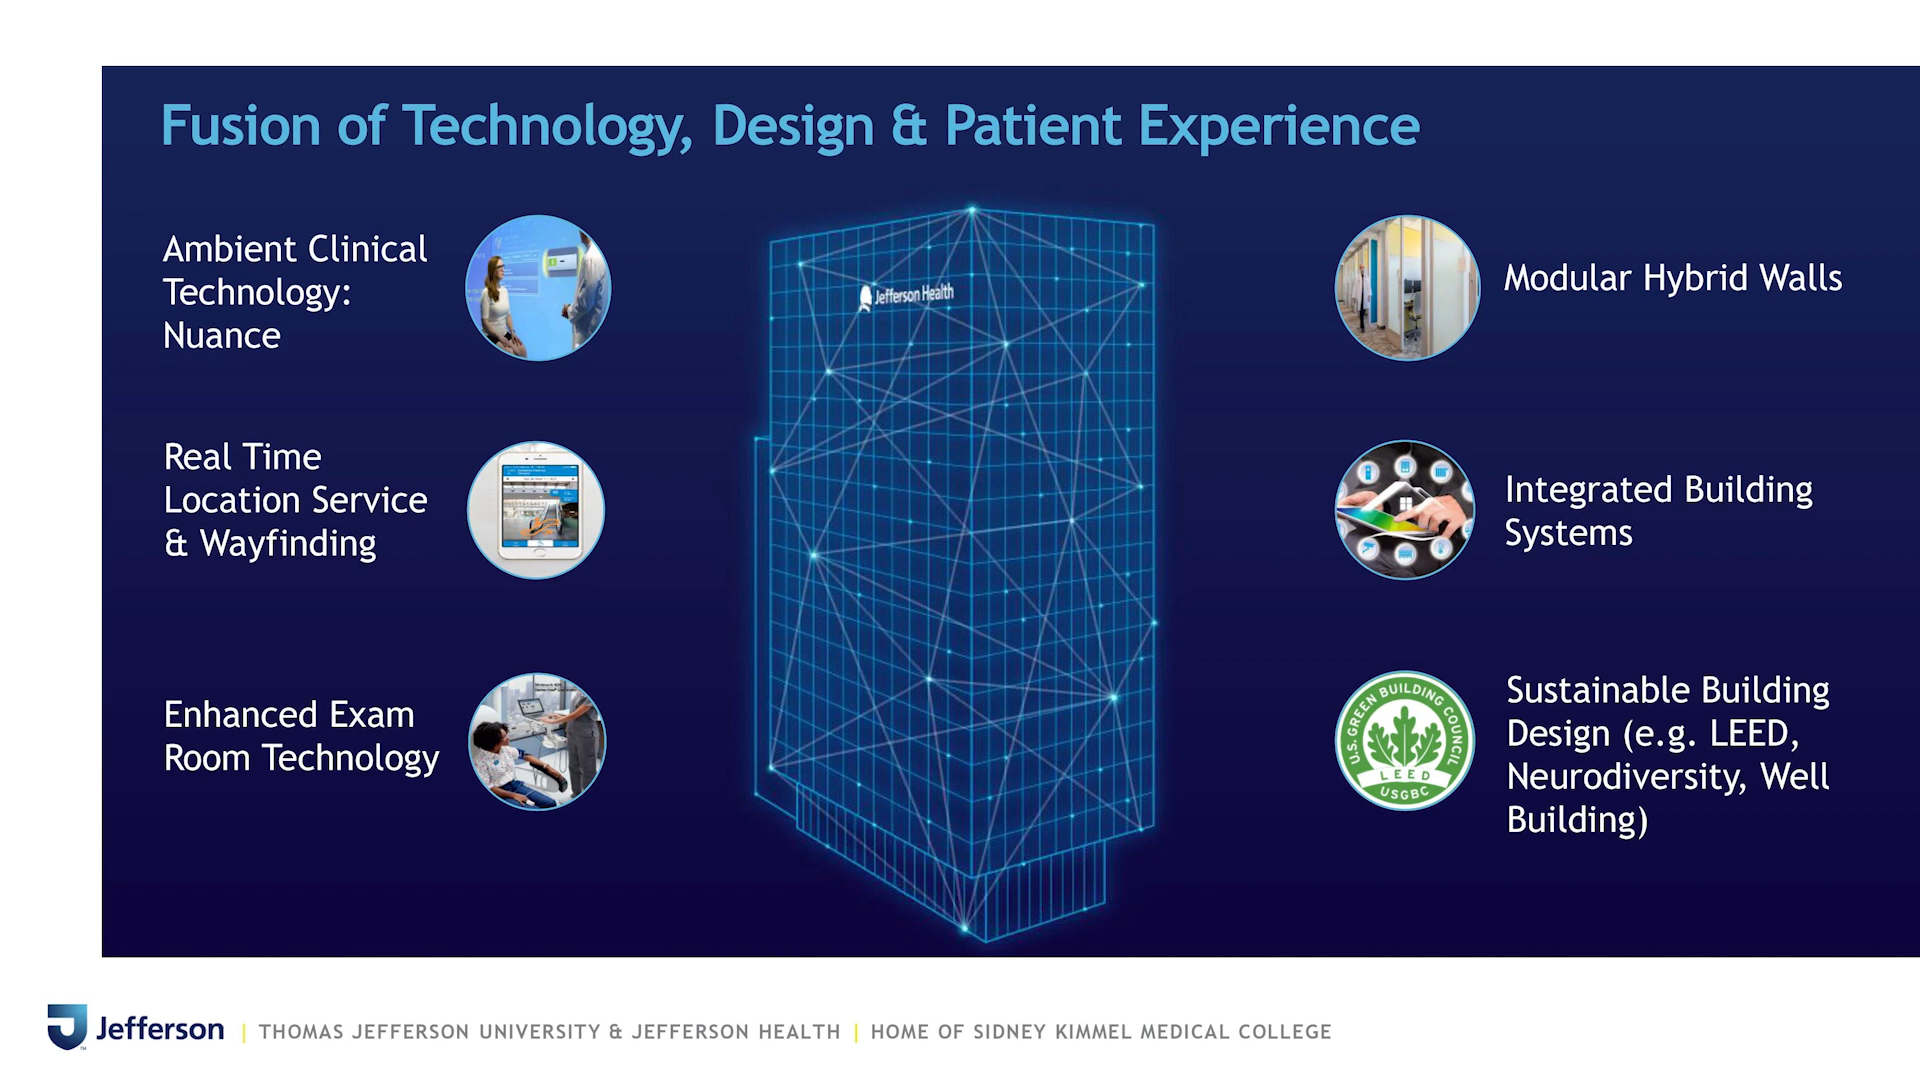 Fusion of Technology, Design & Patient Experience
Ambient Clinical
Technology:
Nuance
Real Time
Location Service
& Wayfinding
Enhanced Exam
Room Technology
Jefferson Health
Modular Hybrid Walls
Integrated Building
Systems
U.S. GREEN BUILDING COUNCIL
LEED
USGBC
Sustainable Building
Design (e.g. LEED,
Neurodiversity, Well
Building)
Jefferson | THOMAS JEFFERSON UNIVERSITY & JEFFERSON HEALTH | HOME OF SIDNEY KIMMEL MEDICAL COLLEGE